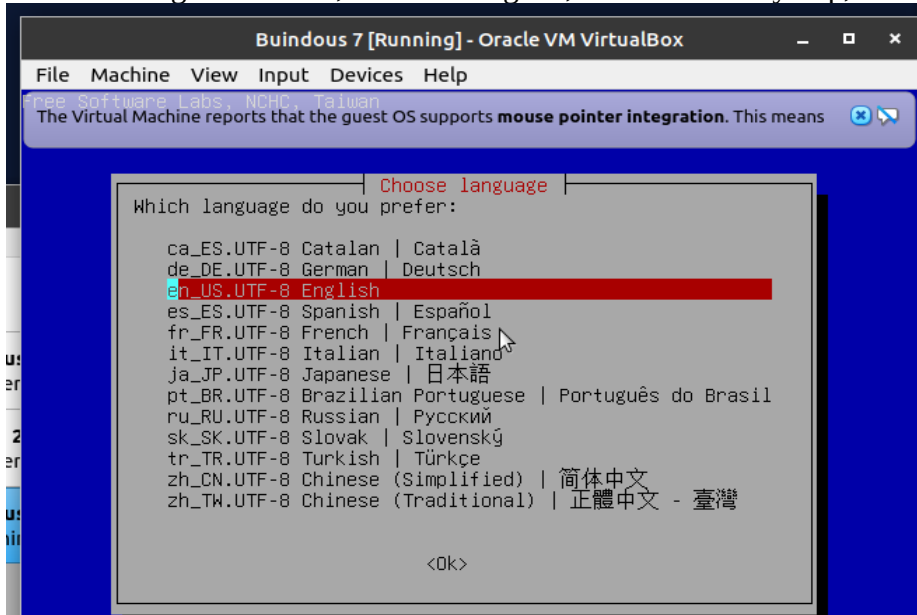 Buindous 7 [Running] - Oracle VM VirtualBox
File Machine View Input Devices Help
Free Software Labs, NCHC, Taiwan
The Virtual Machine reports that the guest OS supports mouse pointer integration. This means
Choose language
Which language do you prefer:
ca_ES.UTF-8 Catalan | Català
de_DE.UTF-8 German | Deutsch
en_US.UTF-8 English
es_ES.UTF-8 Spanish | Español
fr_FR.UTF-8 French | Français
it_IT.UTF-8 Italian | Italiano
ja_JP.UTF-8 Japanese | 日本語
pt_BR.UTF-8 Brazilian Portuguese | Português do Brasil
ru_RU.UTF-8 Russian | Русский
sk_SK.UTF-8 Slovak | Slovenský
tr_TR.UTF-8 Turkish | Türkçe
zh_CN.UTF-8 Chinese (Simplified) | 简体中文
zh_TW.UTF-8 Chinese (Traditional) | 正體中文 - 臺灣
<Ok>